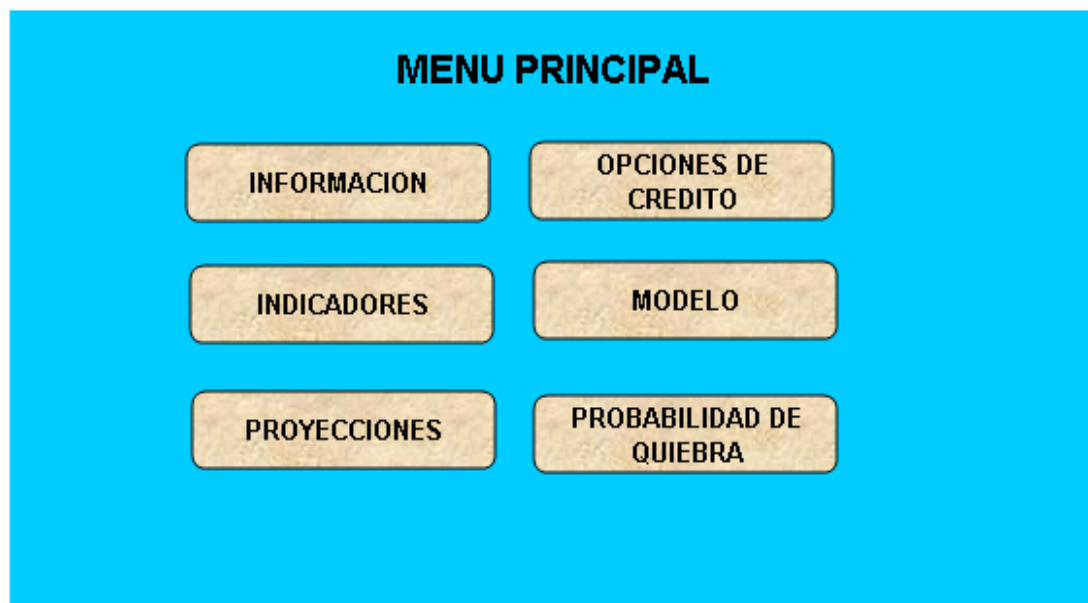 MENU PRINCIPAL
INFORMACION
OPCIONES DE
CREDITO
INDICADORES
MODELO
PROYECCIONES
PROBABILIDAD DE
QUIEBRA